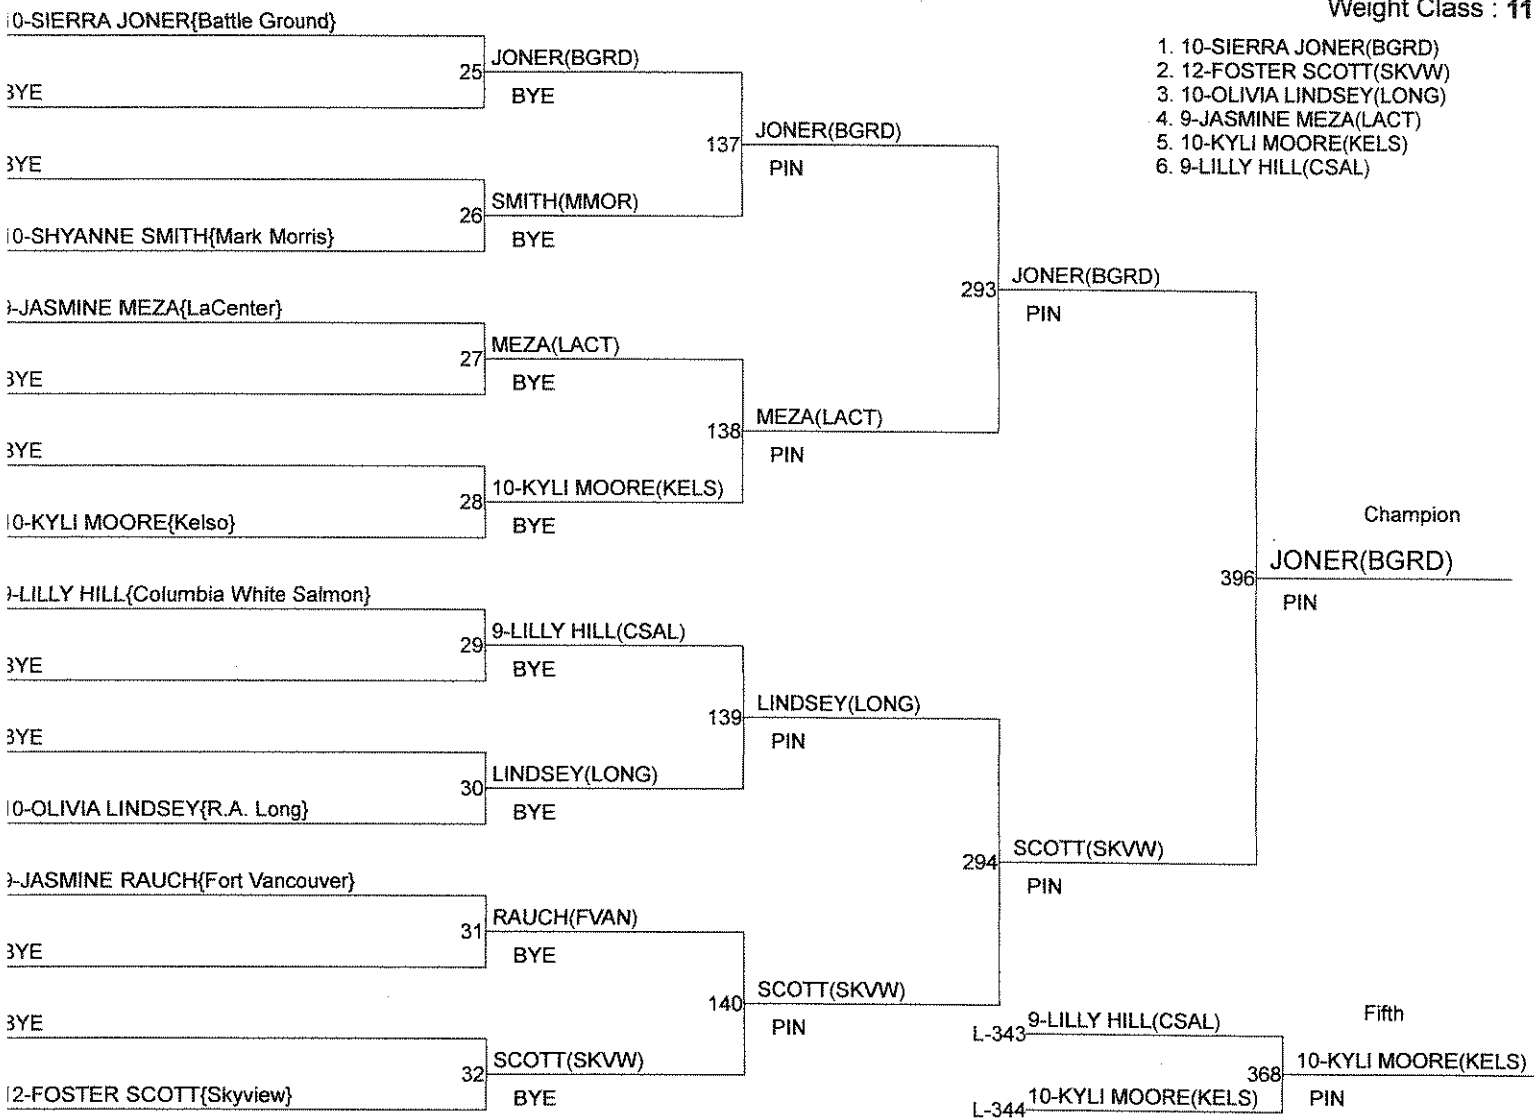 10-SIERRA JONER{Battle Ground}
BYE
BYE
10-SHYANNE SMITH{Mark Morris}
9-JASMINE MEZA{LaCenter}
BYE
BYE
10-KYLI MOORE{Kelso}
9-LILLY HILL{Columbia White Salmon}
BYE
BYE
10-OLIVIA LINDSEY{R.A. Long}
9-JASMINE RAUCH{Fort Vancouver}
BYE
BYE
12-FOSTER SCOTT{Skyview}
25 JONER(BGRD)
BYE
26 SMITH(MMOR)
BYE
27 MEZA(LACT)
BYE
28 10-KYLI MOORE(KELS)
BYE
29 9-LILLY HILL(CSAL)
BYE
30 LINDSEY(LONG)
BYE
31 RAUCH(FVAN)
BYE
32 SCOTT(SKVW)
BYE
137 JONER(BGRD)
PIN
138 MEZA(LACT)
PIN
139 LINDSEY(LONG)
PIN
140 SCOTT(SKVW)
PIN
293 JONER(BGRD)
PIN
294 SCOTT(SKVW)
PIN
Champion
396 JONER(BGRD)
PIN
Weight Class : 11
1. 10-SIERRA JONER(BGRD)
2. 12-FOSTER SCOTT(SKVW)
3. 10-OLIVIA LINDSEY(LONG)
4. 9-JASMINE MEZA(LACT)
5. 10-KYLI MOORE(KELS)
6. 9-LILLY HILL(CSAL)
Fifth
L-343 9-LILLY HILL(CSAL)
L-344 10-KYLI MOORE(KELS)
368 10-KYLI MOORE(KELS)
PIN